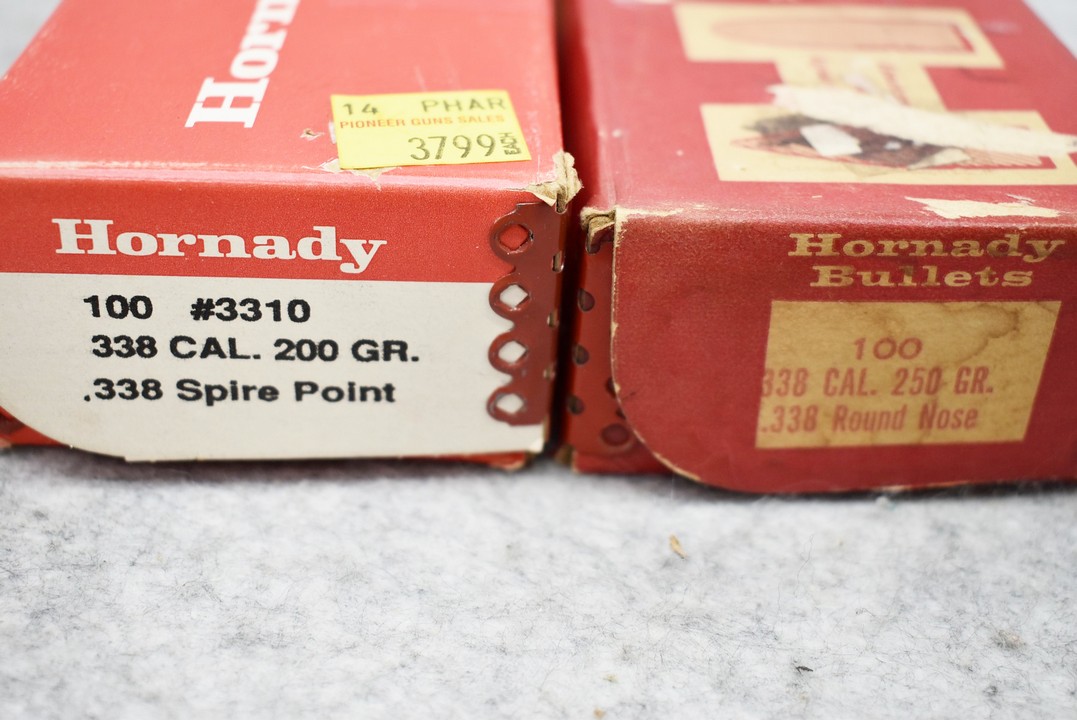 Horn
14 PHAR
PIONEER GUNS SALES
3799 EACH
Hornady
100 #3310
338 CAL. 200 GR.
.338 Spire Point
Hornady
Bullets
100
338 CAL. 250 GR.
.338 Round Nose